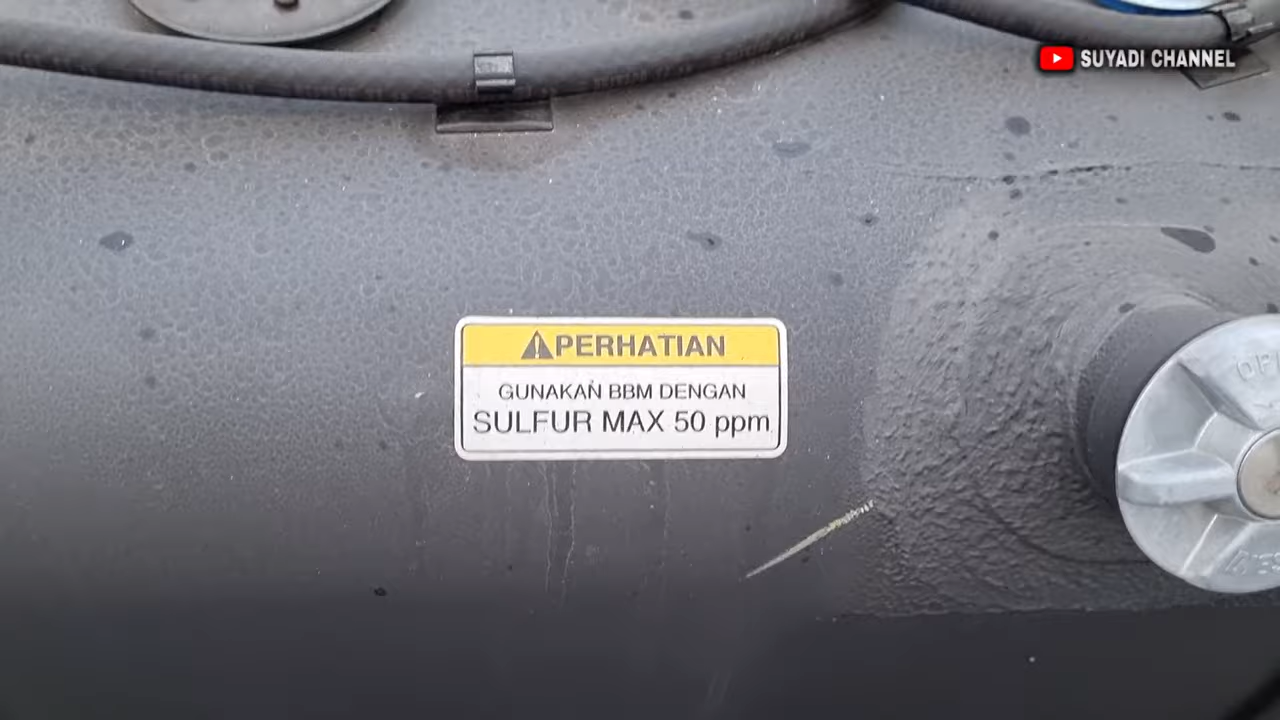 SUYADI CHANNEL
PERHATIAN
GUNAKAN BBM DENGAN
SULFUR MAX 50 ppm